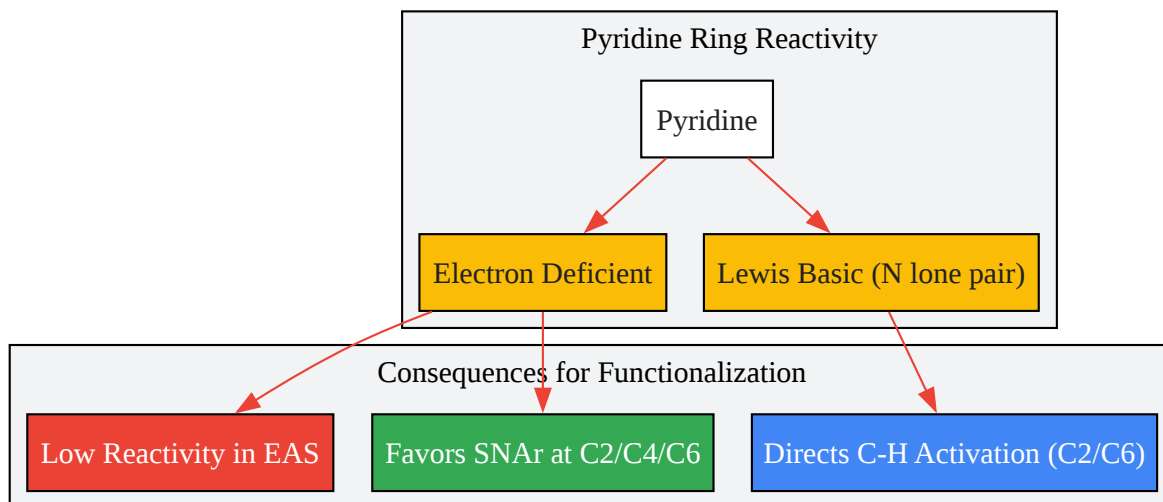 Pyridine Ring Reactivity
Pyridine
Electron Deficient
Lewis Basic (N lone pair)
Consequences for Functionalization
Low Reactivity in EAS
Favors SNAr at C2/C4/C6
Directs C-H Activation (C2/C6)